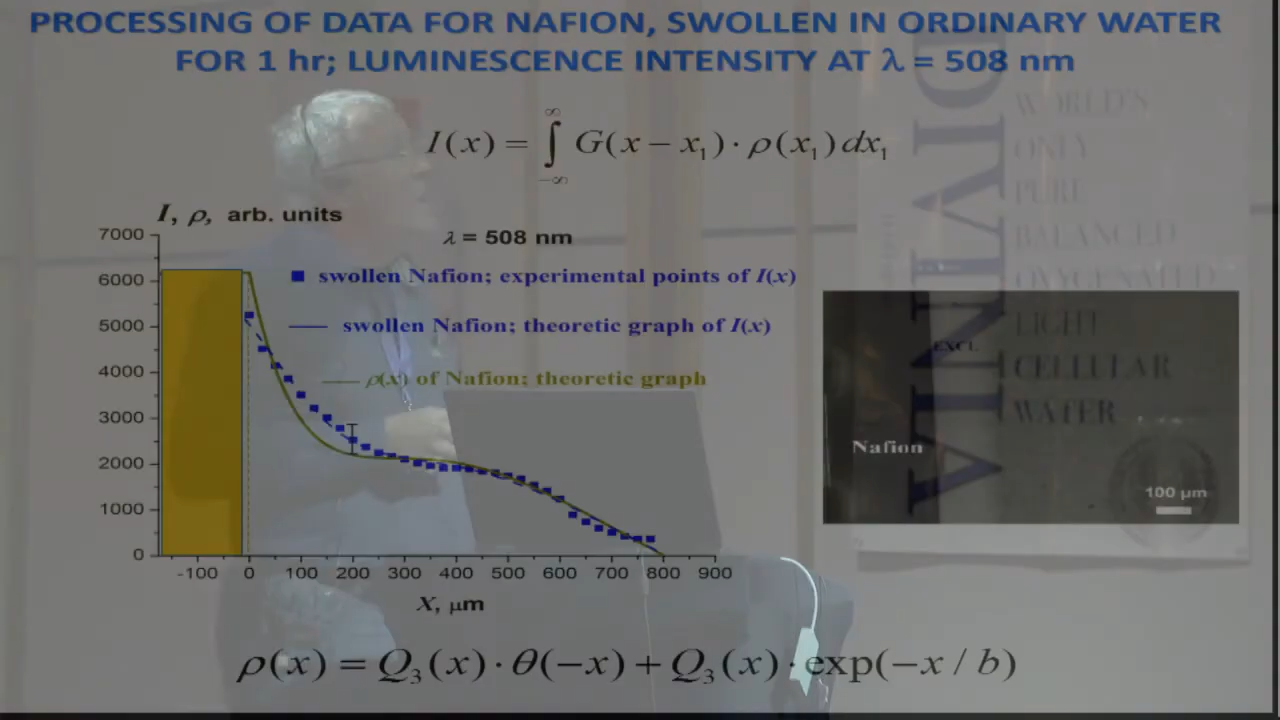 PROCESSING OF DATA FOR NAFION, SWOLLEN IN ORDINARY WATER
FOR 1 hr; LUMINESCENCE INTENSITY AT λ = 508 nm
I(x) = ∫ G(x − x₁) · ρ(x₁) dx₁
∞
−∞
I, ρ, arb. units
λ = 508 nm
swollen Nafion; experimental points of I(x)
swollen Nafion; theoretic graph of I(x)
ρ(x) of Nafion; theoretic graph
7000
6000
5000
4000
3000
2000
1000
0
-100 0 100 200 300 400 500 600 700 800 900
X, μm
EXCL
Nafion
100 μm
DIVINIA
WORLD'S
ONLY
PURE
BALANCED
OXYGENATED
LIGHT
CELLULAR
WATER
ρ(x) = Q₃(x) · θ(−x) + Q₃(x) · exp(−x / b)